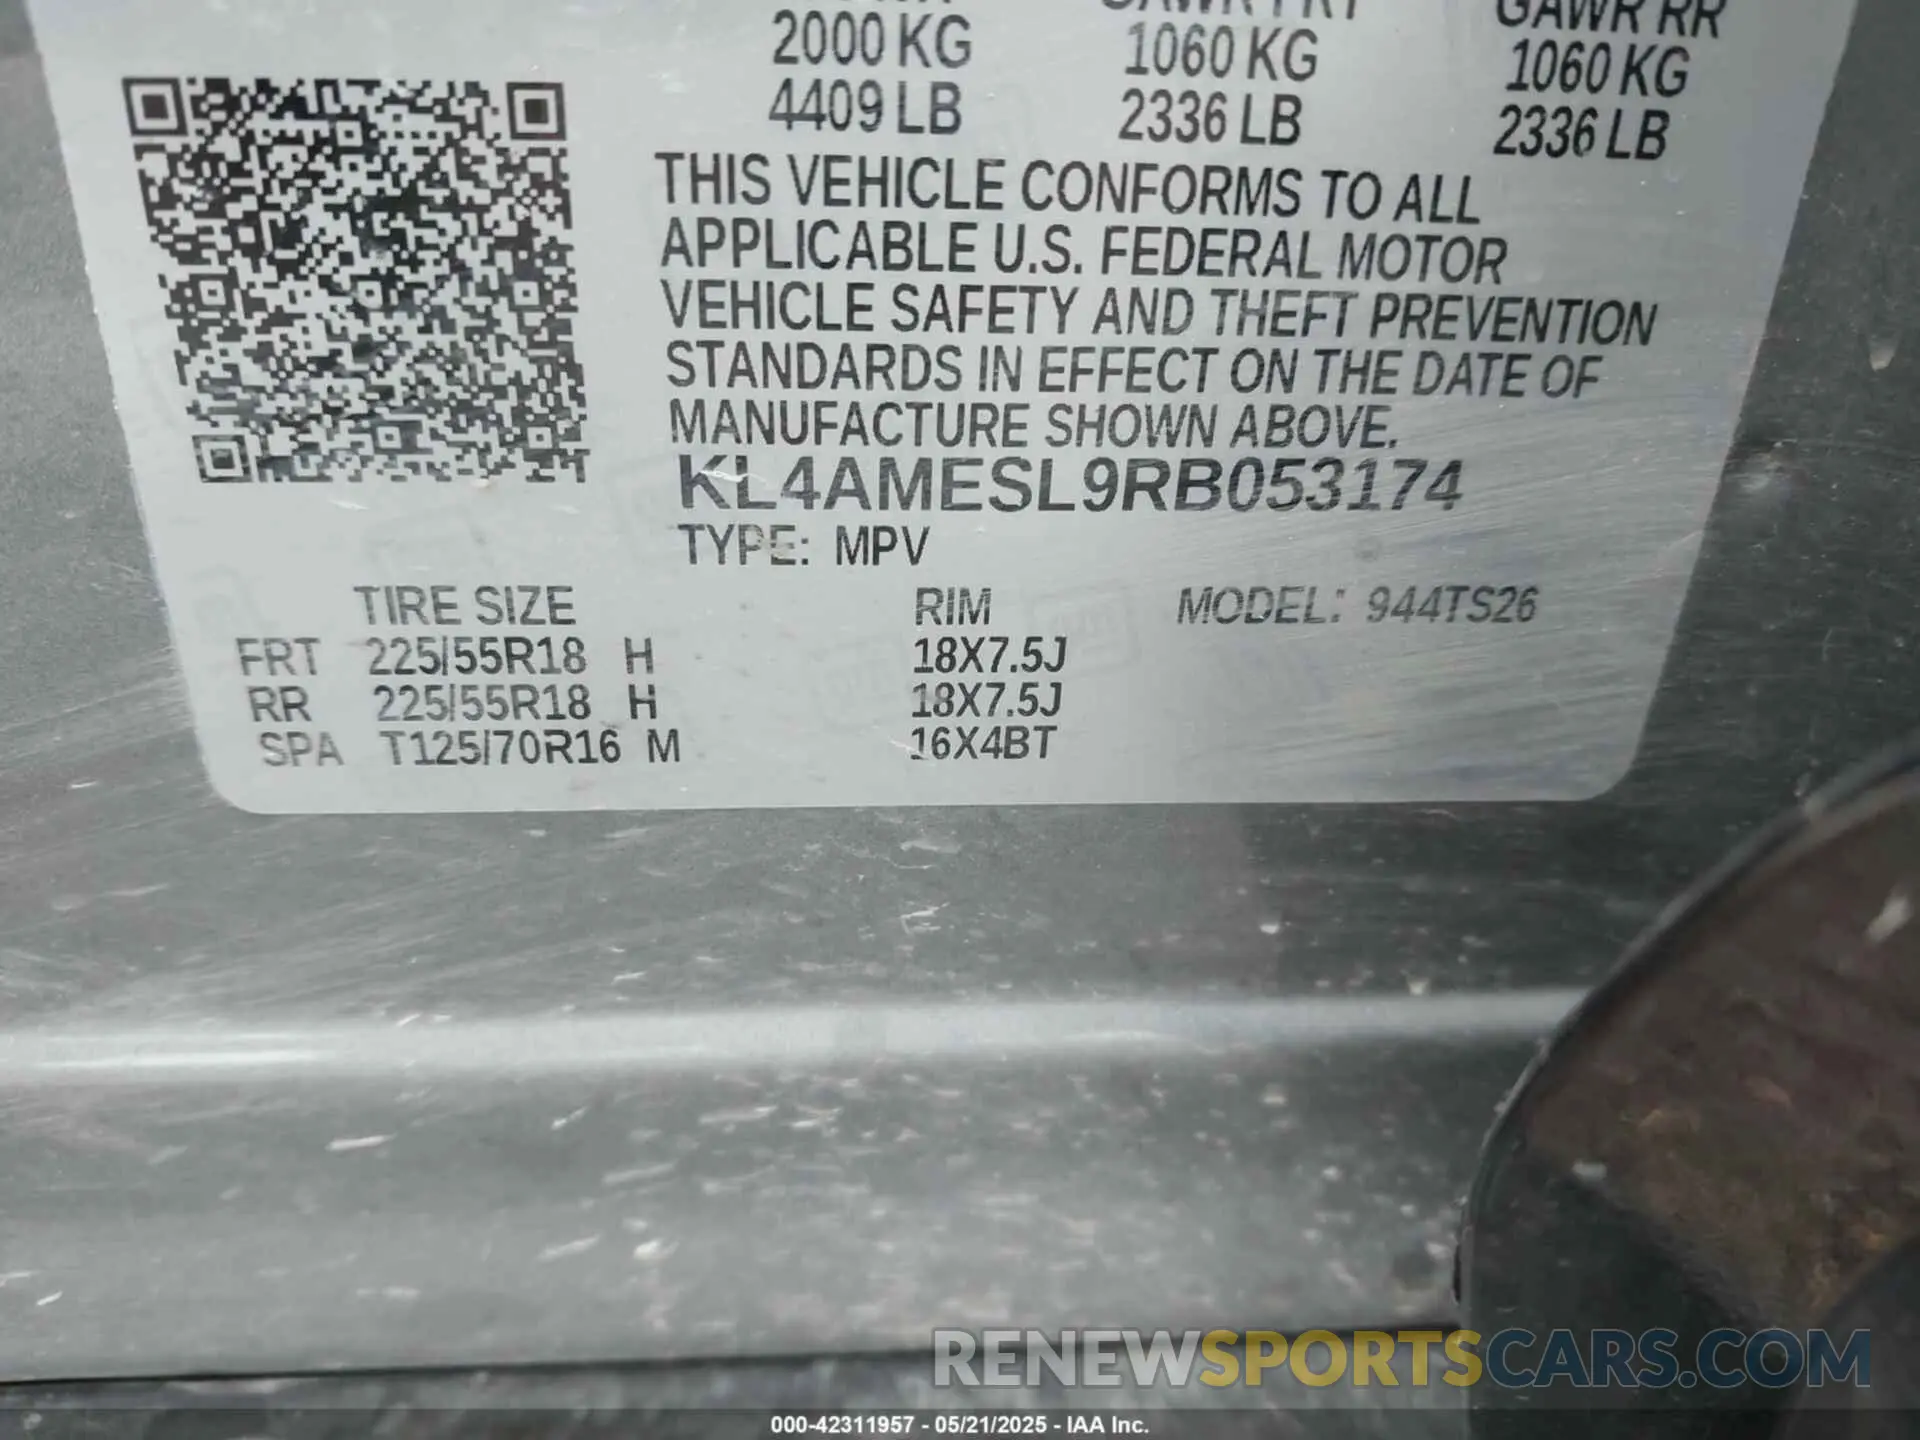 GAWR RR
2000 KG 1060 KG 1060 KG
4409 LB 2336 LB 2336 LB
THIS VEHICLE CONFORMS TO ALL
APPLICABLE U.S. FEDERAL MOTOR
VEHICLE SAFETY AND THEFT PREVENTION
STANDARDS IN EFFECT ON THE DATE OF
MANUFACTURE SHOWN ABOVE.
KL4AMESL9RB053174
TYPE: MPV
TIRE SIZE RIM MODEL: 944TS26
FRT 225/55R18 H 18X7.5J
RR 225/55R18 H 18X7.5J
SPA T125/70R16 M 16X4BT
RENEWSPORTSCARS.COM
000-42311957 - 05/21/2025 - IAA Inc.